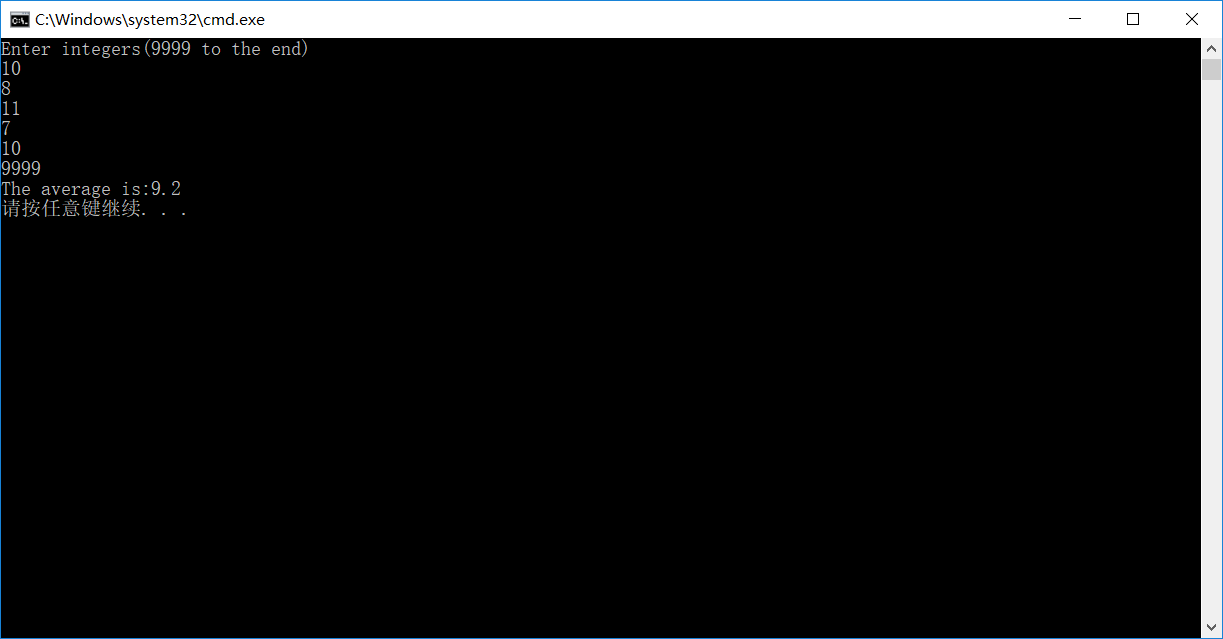 C:\Windows\system32\cmd.exe
Enter integers(9999 to the end)
10
8
11
7
10
9999
The average is:9.2
请按任意键继续. . .